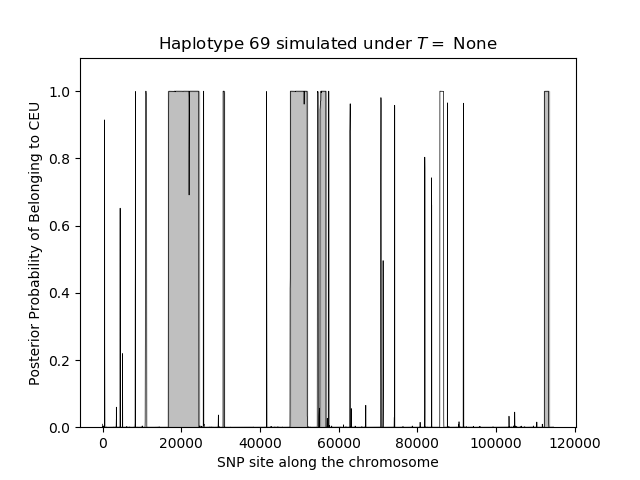 Haplotype 69 simulated under T = None
Posterior Probability of Belonging to CEU
1.0
0.8
0.6
0.4
0.2
0.0
0 20000 40000 60000 80000 100000 120000
SNP site along the chromosome